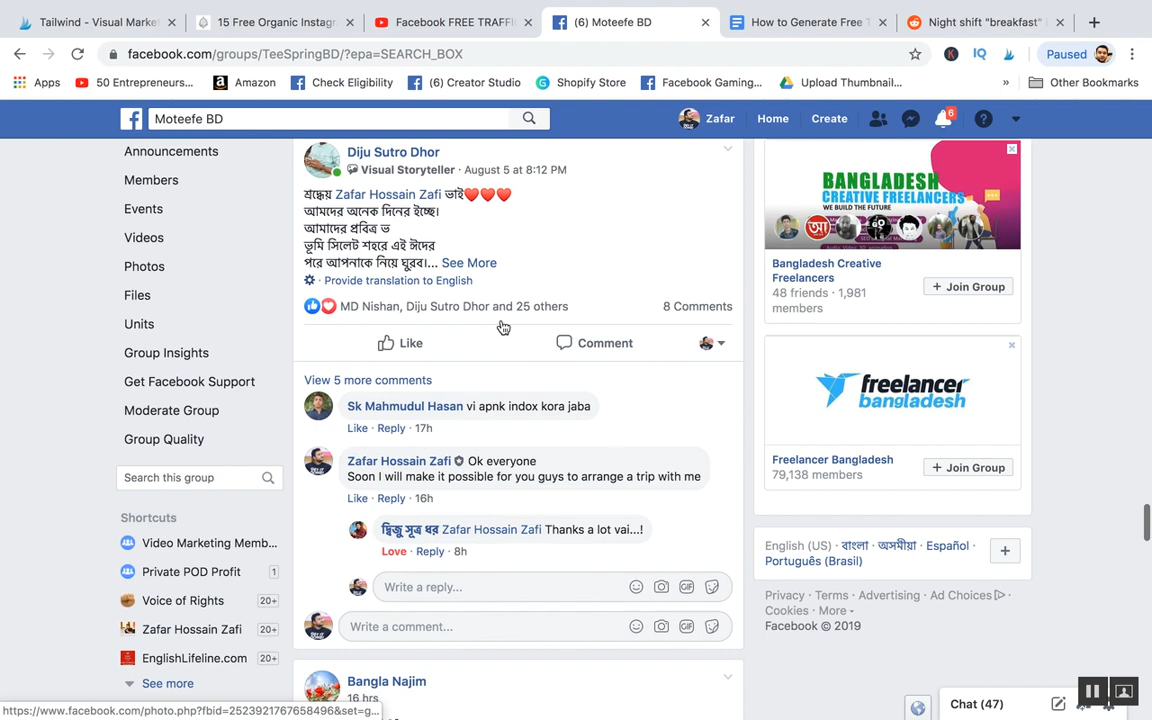 Tailwind - Visual Market
15 Free Organic Instag
Facebook FREE TRAFFI
(6) Moteefe BD
How to Generate Free T
Night shift "breakfast"
facebook.com/groups/TeeSpringBD/?epa=SEARCH_BOX
Paused
Apps
50 Entrepreneurs...
Amazon
Check Eligibility
(6) Creator Studio
Shopify Store
Facebook Gaming...
Upload Thumbnail...
Other Bookmarks
Moteefe BD
Zafar
Home
Create
6
Announcements
Members
Events
Videos
Photos
Files
Units
Group Insights
Get Facebook Support
Moderate Group
Group Quality
Search this group
Shortcuts
Video Marketing Memb...
Private POD Profit 1
Voice of Rights 20+
Zafar Hossain Zafi 20+
EnglishLifeline.com 20+
See more
Diju Sutro Dhor
Visual Storyteller · August 5 at 8:12 PM
শ্রদ্ধেয় Zafar Hossain Zafi ভাই❤️❤️❤️
আমদের অনেক দিনের ইচ্ছে।
আমাদের প্রবিত্র ভ
ভূমি সিলেট শহরে এই ঈদের
পরে আপনাকে নিয়ে ঘুরব।... See More
· Provide translation to English
MD Nishan, Diju Sutro Dhor and 25 others
8 Comments
Like
Comment
View 5 more comments
Sk Mahmudul Hasan vi apnk indox kora jaba
Like · Reply · 17h
Zafar Hossain Zafi Ok everyone
Soon I will make it possible for you guys to arrange a trip with me
Like · Reply · 16h
দ্বিজু সূত্র ধর Zafar Hossain Zafi Thanks a lot vai...!
Love · Reply · 8h
Write a reply...
Write a comment...
Bangla Najim
16 hrs
BANGLADESH
CREATIVE FREELANCERS
WE BUILD THE FUTURE
Bangladesh Creative
Freelancers
48 friends · 1,981
members
+ Join Group
freelancer
bangladesh
Freelancer Bangladesh
79,138 members
+ Join Group
English (US) · বাংলা · অসমীয়া · Español ·
Português (Brasil)
Privacy · Terms · Advertising · Ad Choices ·
Cookies · More
Facebook © 2019
https://www.facebook.com/photo.php?fbid=2523921767658496&set=g...
Chat (47)